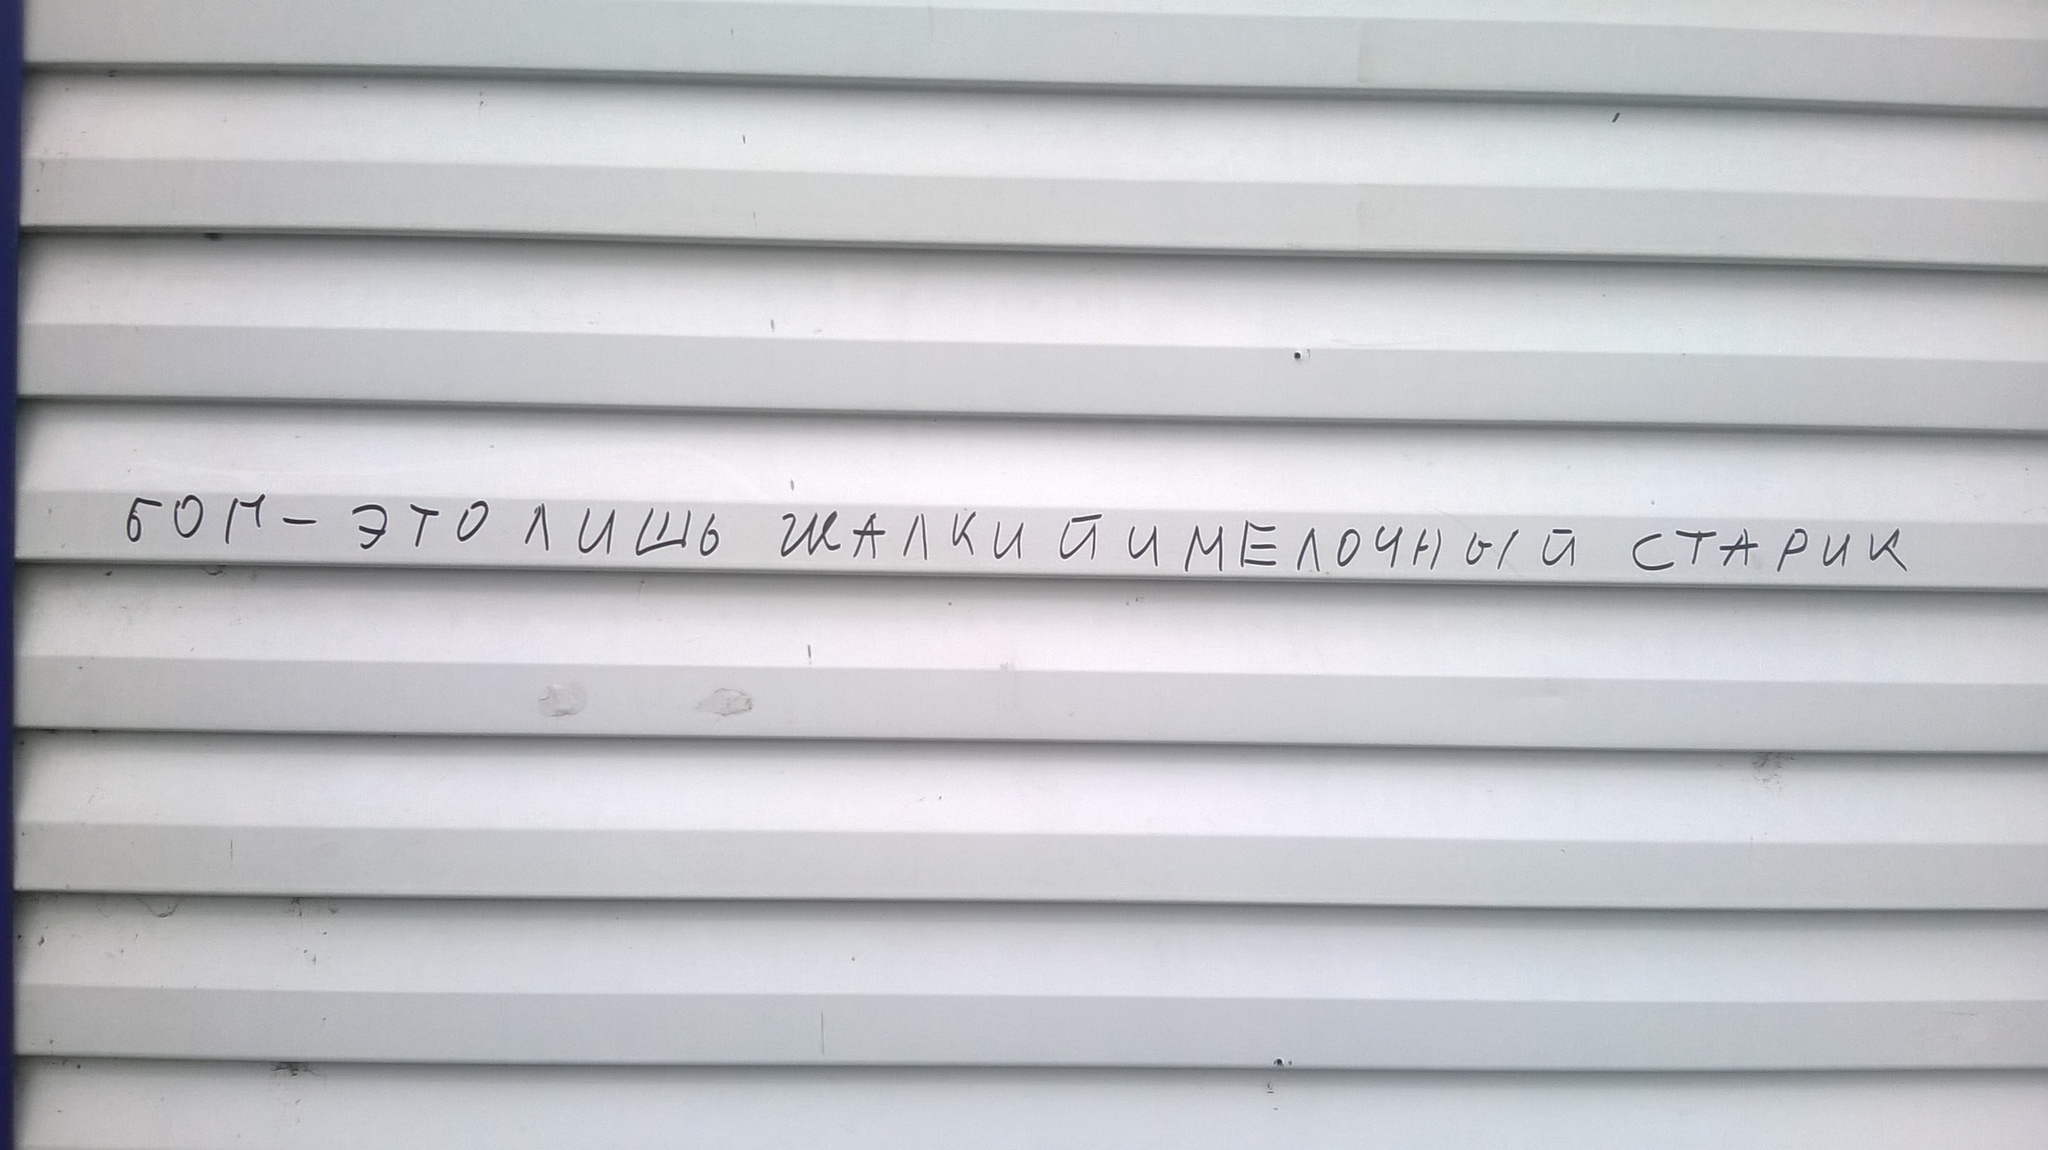 БОГ - ЭТО ЛИШЬ ЖАЛКИЙ И МЕЛОЧНЫЙ СТАРИК